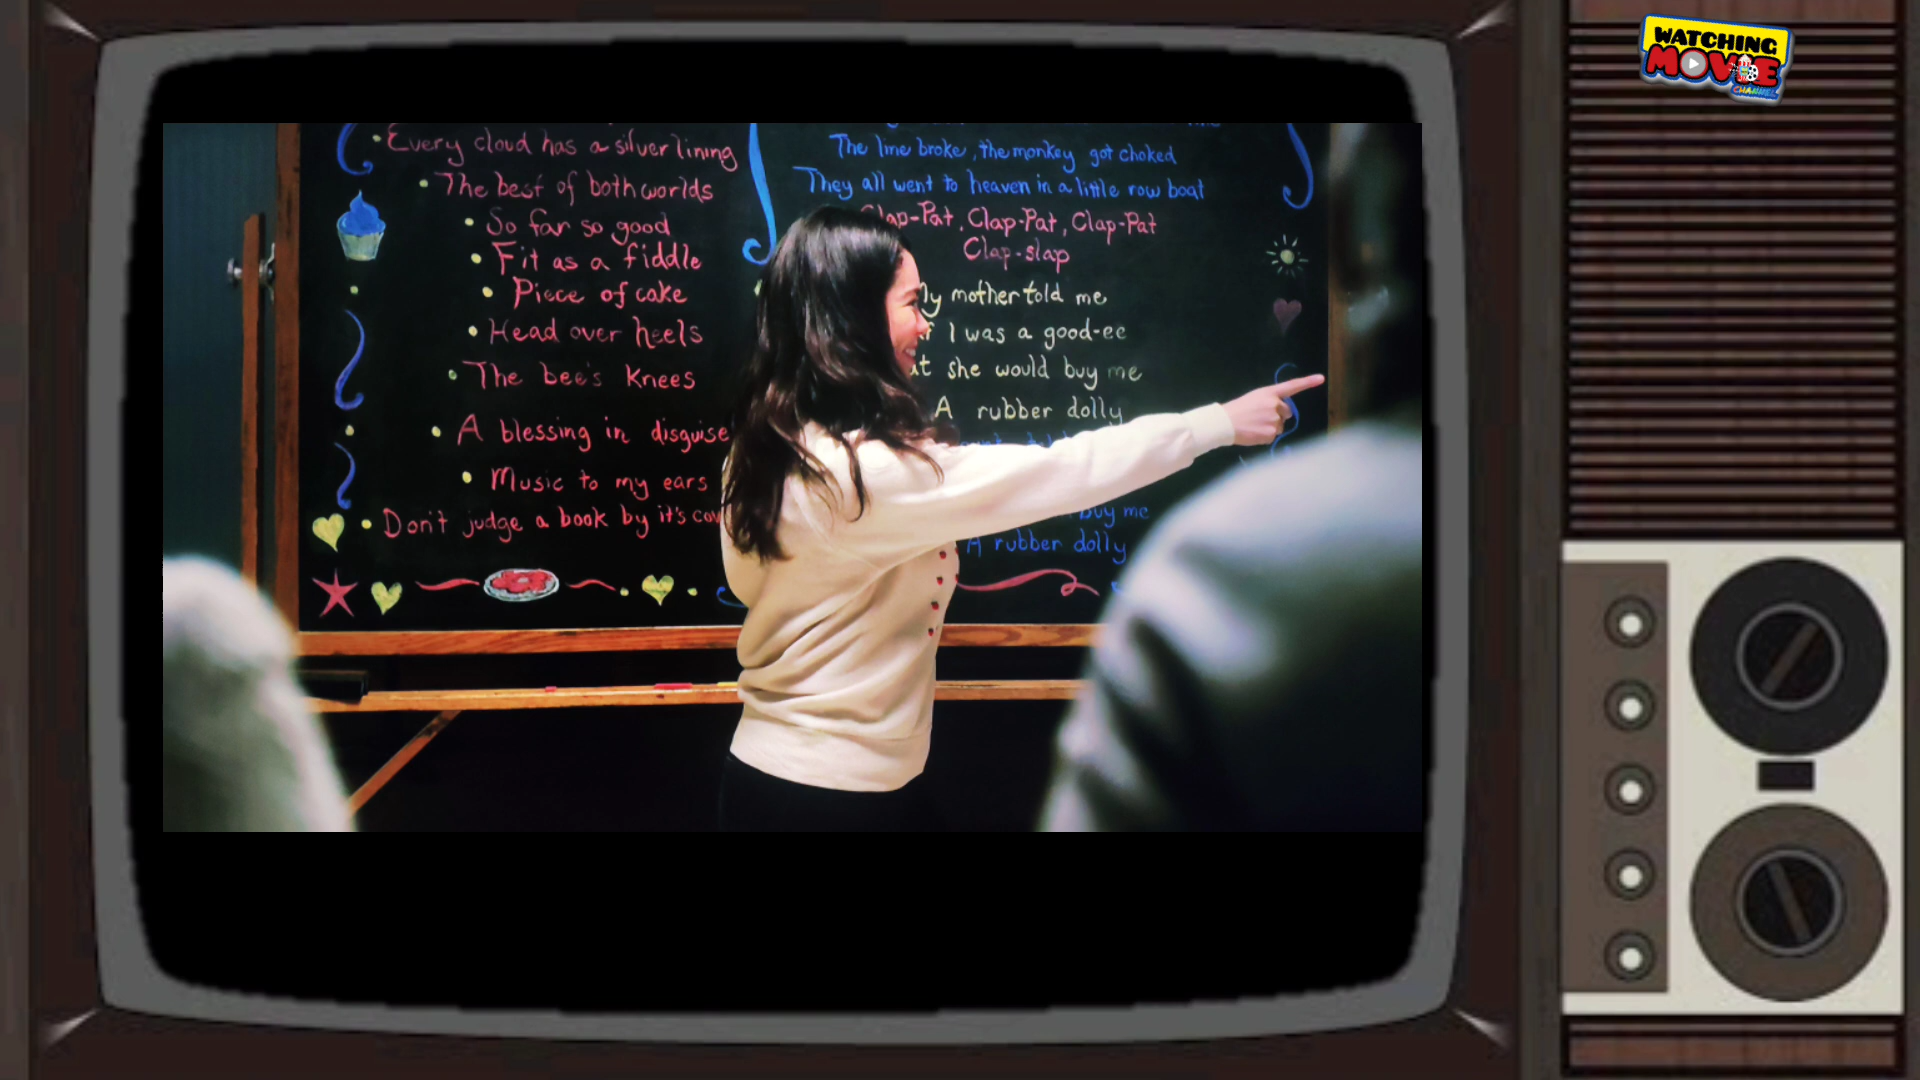 WATCHING
MOVIE
CHANNEL
•Every cloud has a silver lining
• The best of both worlds
• So far so good
• Fit as a fiddle
• Piece of cake
• Head over heels
• The bee's Knees
• A blessing in disguise
• Music to my ears
• Don't judge a book by it's
The line broke, the monkey got choked
They all went to heaven in a little row boat
Clap-Pat, Clap-Pat, Clap-Pat
Clap-slap
mother told me
I was a good-ee
she would buy me
A rubber dolly
buy me
A rubber dolly